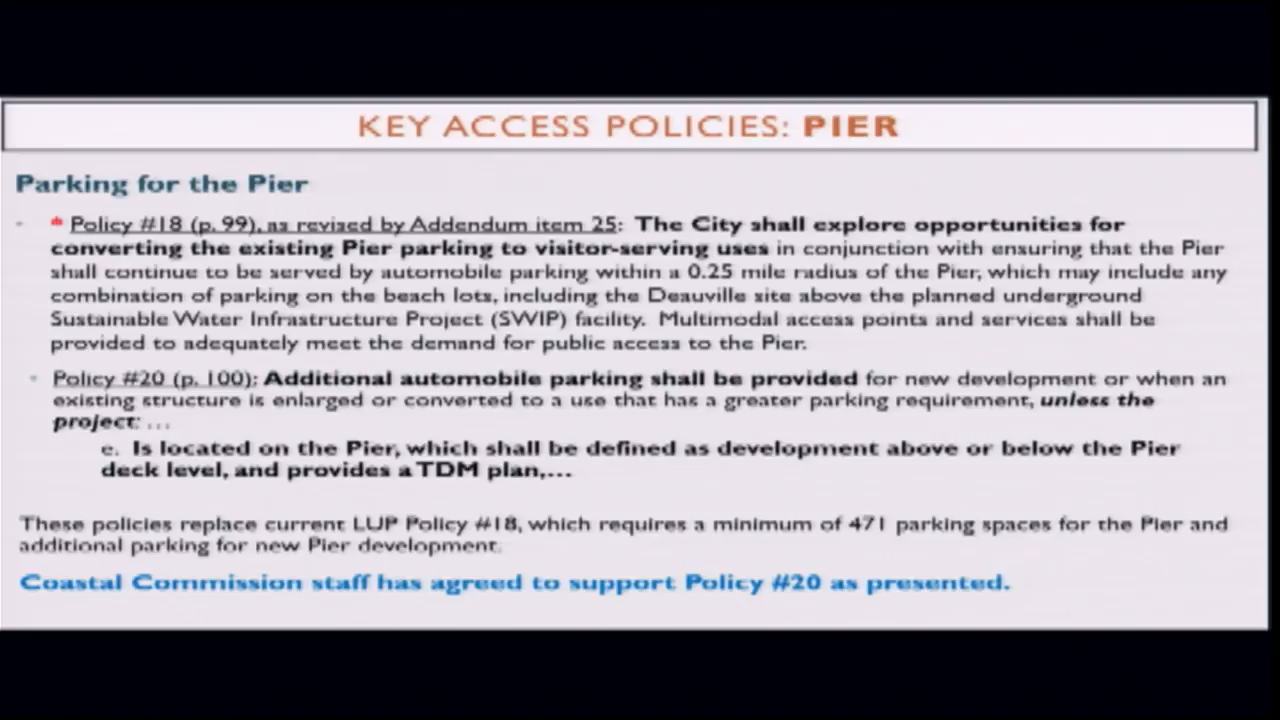 KEY ACCESS POLICIES: PIER
Parking for the Pier
- * Policy #18 (p. 99), as revised by Addendum item 25: The City shall explore opportunities for
converting the existing Pier parking to visitor-serving uses in conjunction with ensuring that the Pier
shall continue to be served by automobile parking within a 0.25 mile radius of the Pier, which may include any
combination of parking on the beach lots, including the Deauville site above the planned underground
Sustainable Water Infrastructure Project (SWIP) facility. Multimodal access points and services shall be
provided to adequately meet the demand for public access to the Pier.
• Policy #20 (p. 100): Additional automobile parking shall be provided for new development or when an
existing structure is enlarged or converted to a use that has a greater parking requirement, unless the
project: …
e. Is located on the Pier, which shall be defined as development above or below the Pier
deck level, and provides a TDM plan,…
These policies replace current LUP Policy #18, which requires a minimum of 471 parking spaces for the Pier and
additional parking for new Pier development.
Coastal Commission staff has agreed to support Policy #20 as presented.